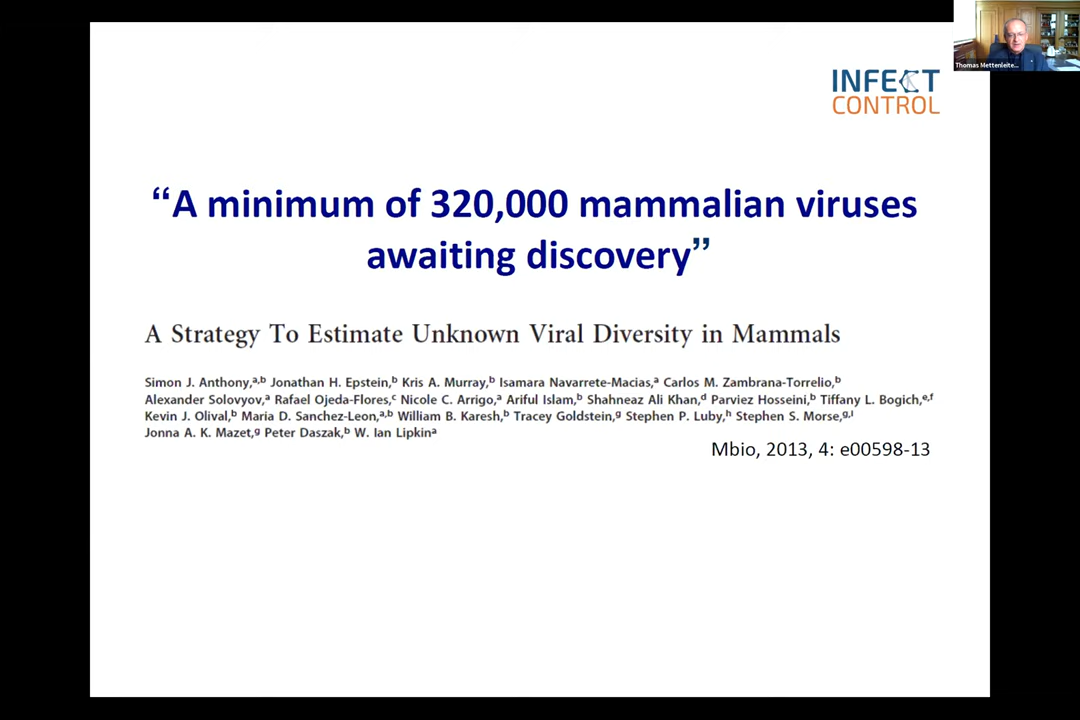 Thomas Mettenleite...
INFECT
CONTROL
“A minimum of 320,000 mammalian viruses
awaiting discovery”
A Strategy To Estimate Unknown Viral Diversity in Mammals
Simon J. Anthony,a,b Jonathan H. Epstein,b Kris A. Murray,b Isamara Navarrete-Macias,a Carlos M. Zambrana-Torrelio,b
Alexander Solovyov,a Rafael Ojeda-Flores,c Nicole C. Arrigo,a Ariful Islam,b Shahneaz Ali Khan,d Parviez Hosseini,b Tiffany L. Bogich,e,f
Kevin J. Olival,b Maria D. Sanchez-Leon,a,b William B. Karesh,b Tracey Goldstein,g Stephen P. Luby,h Stephen S. Morse,g,i
Jonna A. K. Mazet,g Peter Daszak,b W. Ian Lipkina
Mbio, 2013, 4: e00598-13